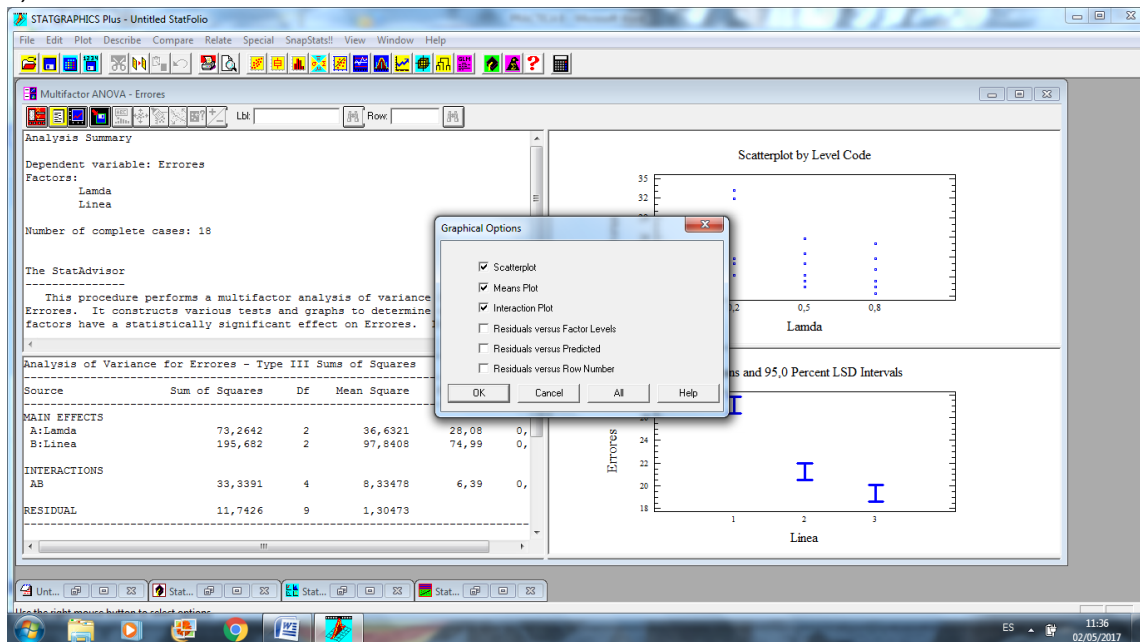 STATGRAPHICS Plus - Untitled StatFolio
File Edit Plot Describe Compare Relate Special SnapStats!! View Window Help
Multifactor ANOVA - Errores
Lbl: Row:
Analysis Summary
Dependent variable: Errores
Factors:
Lamda
Linea
Number of complete cases: 18
The StatAdvisor
---------------
This procedure performs a multifactor analysis of variance
Errores. It constructs various tests and graphs to determine
factors have a statistically significant effect on Errores.
Analysis of Variance for Errores - Type III Sums of Squares
Source Sum of Squares Df Mean Square
MAIN EFFECTS
A:Lamda 73,2642 2 36,6321 28,08 0,
B:Linea 195,682 2 97,8408 74,99 0,
INTERACTIONS
AB 33,3391 4 8,33478 6,39 0,
RESIDUAL 11,7426 9 1,30473
Graphical Options
Scatterplot
Means Plot
Interaction Plot
Residuals versus Factor Levels
Residuals versus Predicted
Residuals versus Row Number
OK Cancel All Help
Scatterplot by Level Code
35
32
0,5 0,8
Lamda
and 95,0 Percent LSD Intervals
Errores
24
22
20
18
1 2 3
Linea
Unt... Stat... Stat... Stat...
Use the right mouse button to select options
ES 11:36
02/05/2017